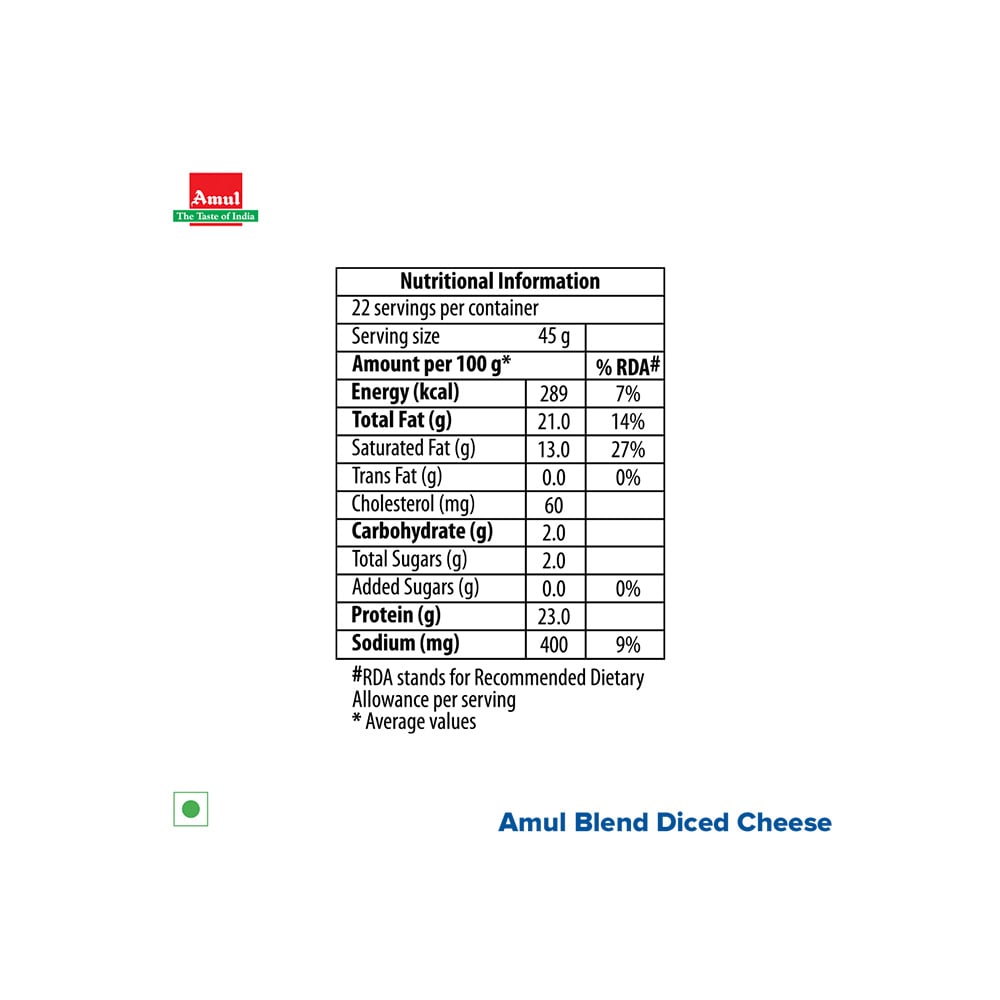 Amul
The Taste of India
Nutritional Information
22 servings per container
Serving size 45 g
Amount per 100 g* % RDA#
Energy (kcal) 289 7%
Total Fat (g) 21.0 14%
Saturated Fat (g) 13.0 27%
Trans Fat (g) 0.0 0%
Cholesterol (mg) 60
Carbohydrate (g) 2.0
Total Sugars (g) 2.0
Added Sugars (g) 0.0 0%
Protein (g) 23.0
Sodium (mg) 400 9%
#RDA stands for Recommended Dietary
Allowance per serving
* Average values
Amul Blend Diced Cheese